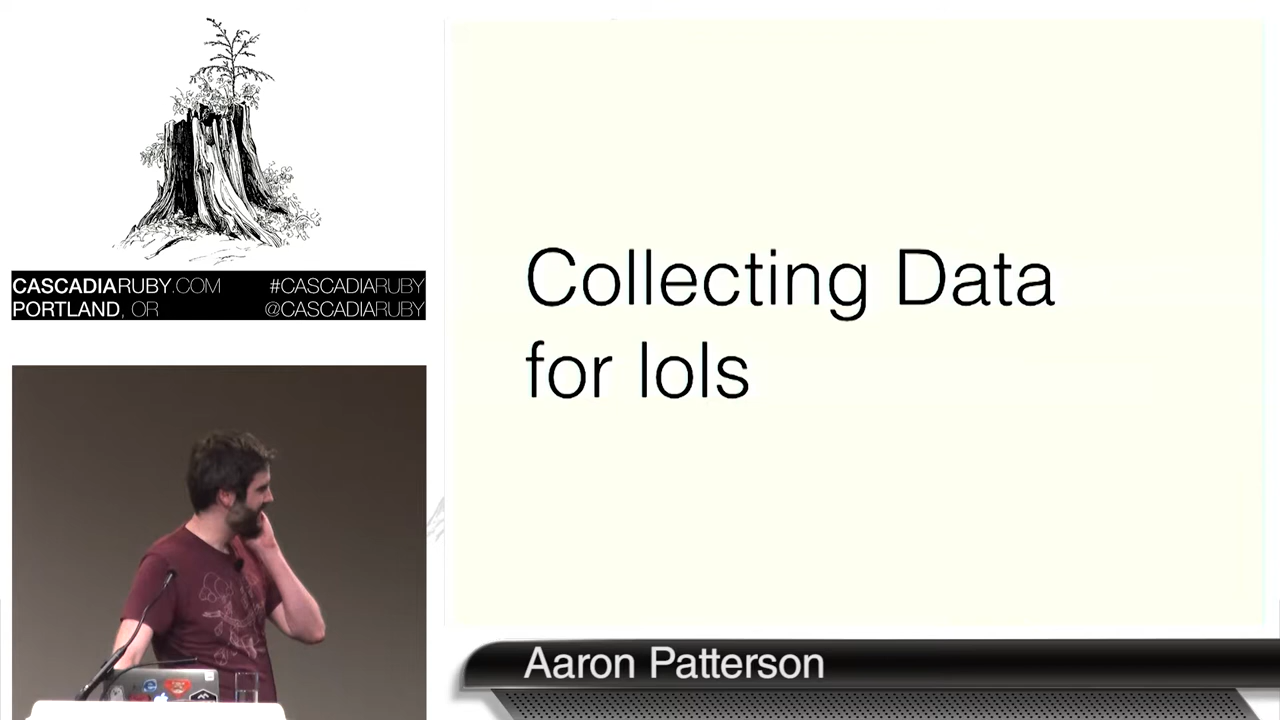 CASCADIARUBY.COM #CASCADIARUBY
PORTLAND, OR @CASCADIARUBY
Collecting Data
for lols
Aaron Patterson